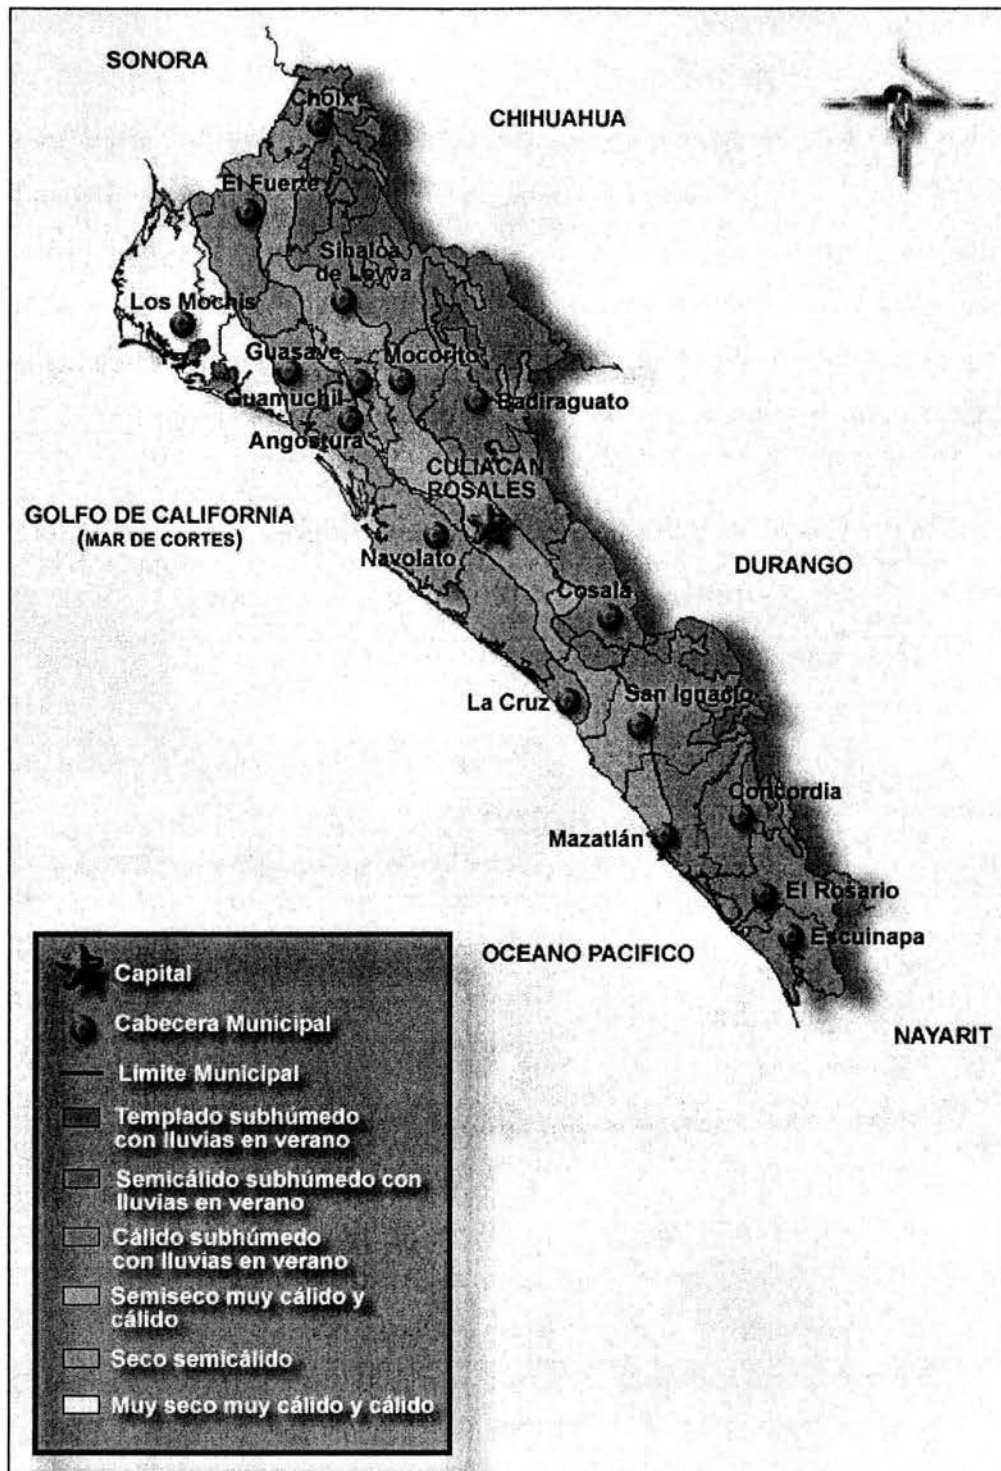 SONORA
CHIHUAHUA
N
Choix
El Fuerte
Sinaloa
de Leyva
Los Mochis
Guasave
Mocorito
Guamuchil
Badiraguato
Angostura
CULIACAN
ROSALES
GOLFO DE CALIFORNIA
(MAR DE CORTES)
Navolato
DURANGO
Cosalá
La Cruz
San Ignacio
Concordia
Mazatlán
El Rosario
Escuinapa
OCEANO PACIFICO
NAYARIT
Capital
Cabecera Municipal
Límite Municipal
Templado subhúmedo
con lluvias en verano
Semicálido subhúmedo con
lluvias en verano
Cálido subhúmedo
con lluvias en verano
Semiseco muy cálido y
cálido
Seco semicálido
Muy seco muy cálido y cálido